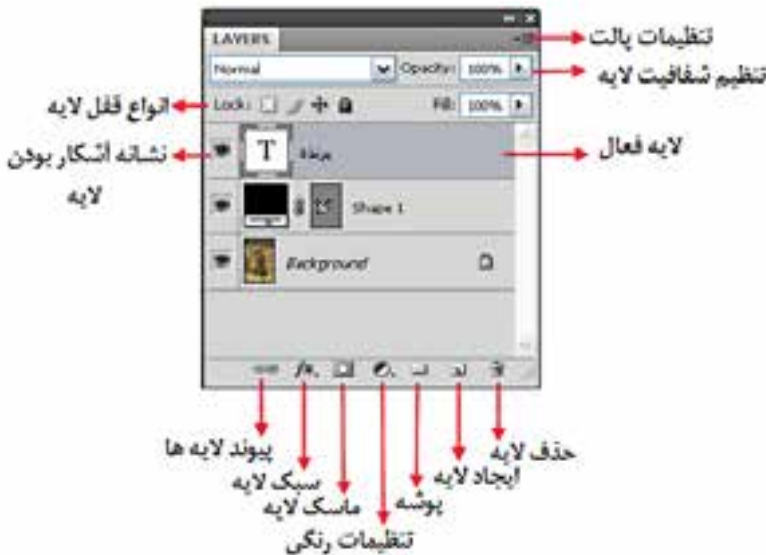 LAYERS
تنظیمات پالت
Normal Opacity: 100%
تنظیم شفافیت لایه
Lock: Fill: 100%
انواع قفل لایه
T
لایه فعال
نشانه آشکار بودن
لایه
Shape 1
Background
fx
پیوند لایه ها
سبک لایه
ماسک لایه
تنظیمات رنگی
پوشه
ایجاد لایه
حذف لایه